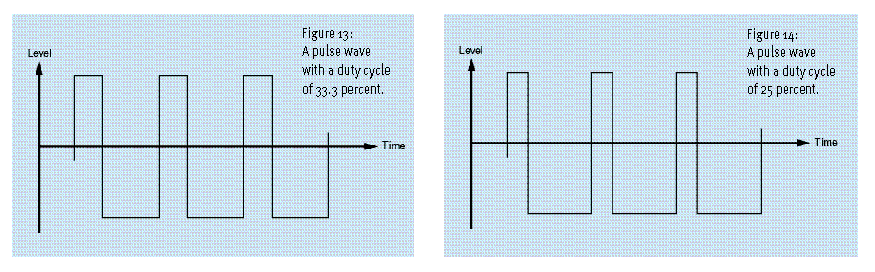 Figure 13:
A pulse wave
with a duty cycle
of 33.3 percent.
Level
Time
Figure 14:
A pulse wave
with a duty cycle
of 25 percent.
Level
Time